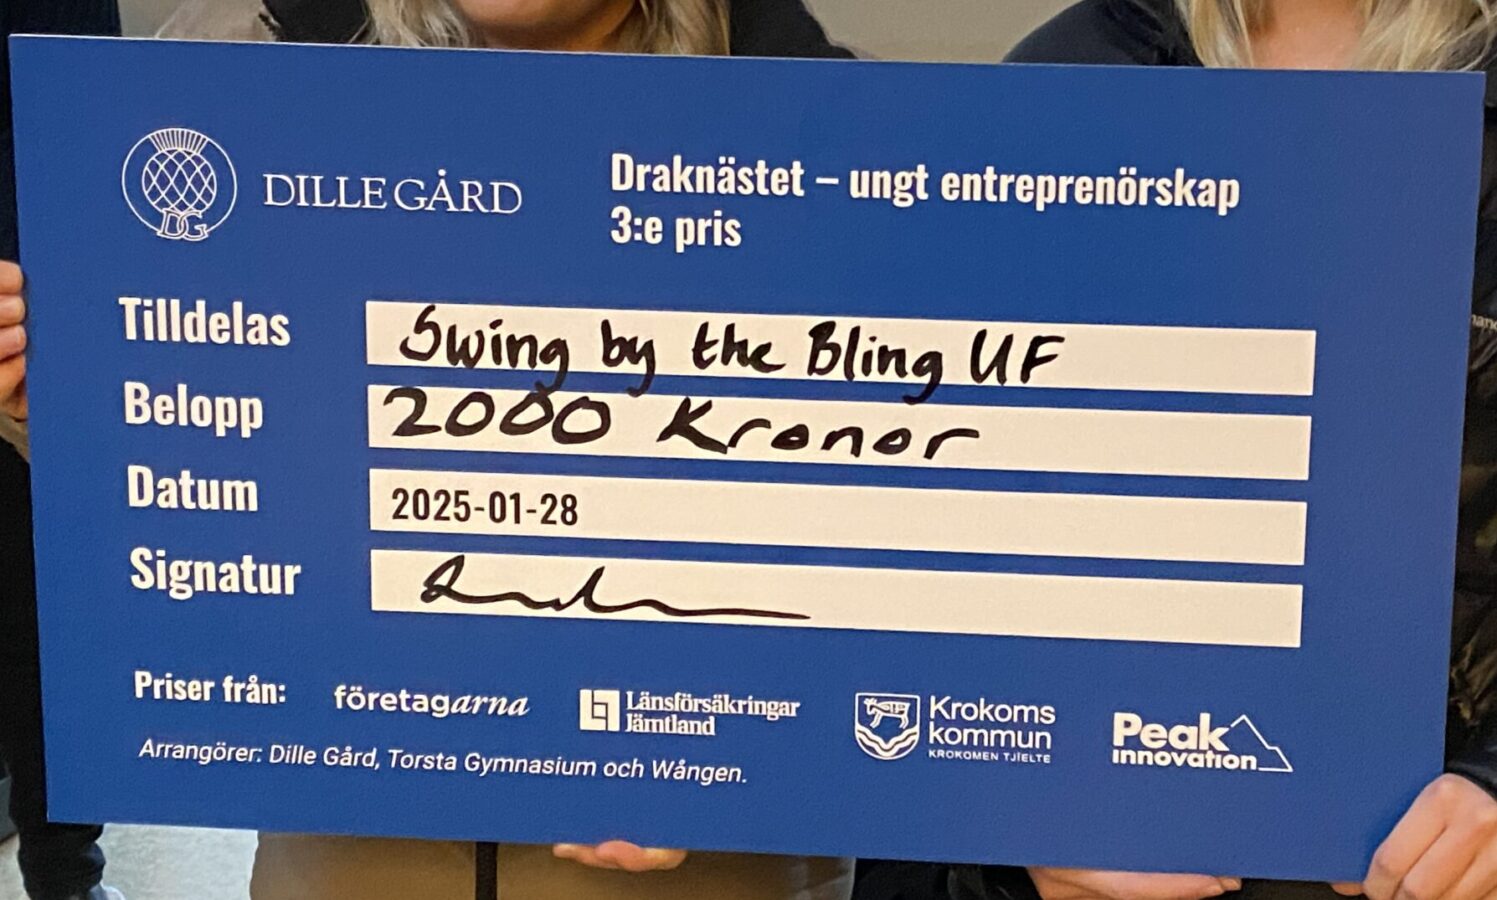 DILLE GÅRD
DG
Draknästet – ungt entreprenörskap
3:e pris
Tilldelas Swing by the Bling UF
Belopp 2000 Kronor
Datum 2025-01-28
Signatur
Priser från: företagarna Länsförsäkringar Jämtland Krokoms kommun KROKOMEN TJÏELTE Peak innovation
Arrangörer: Dille Gård, Torsta Gymnasium och Wången.